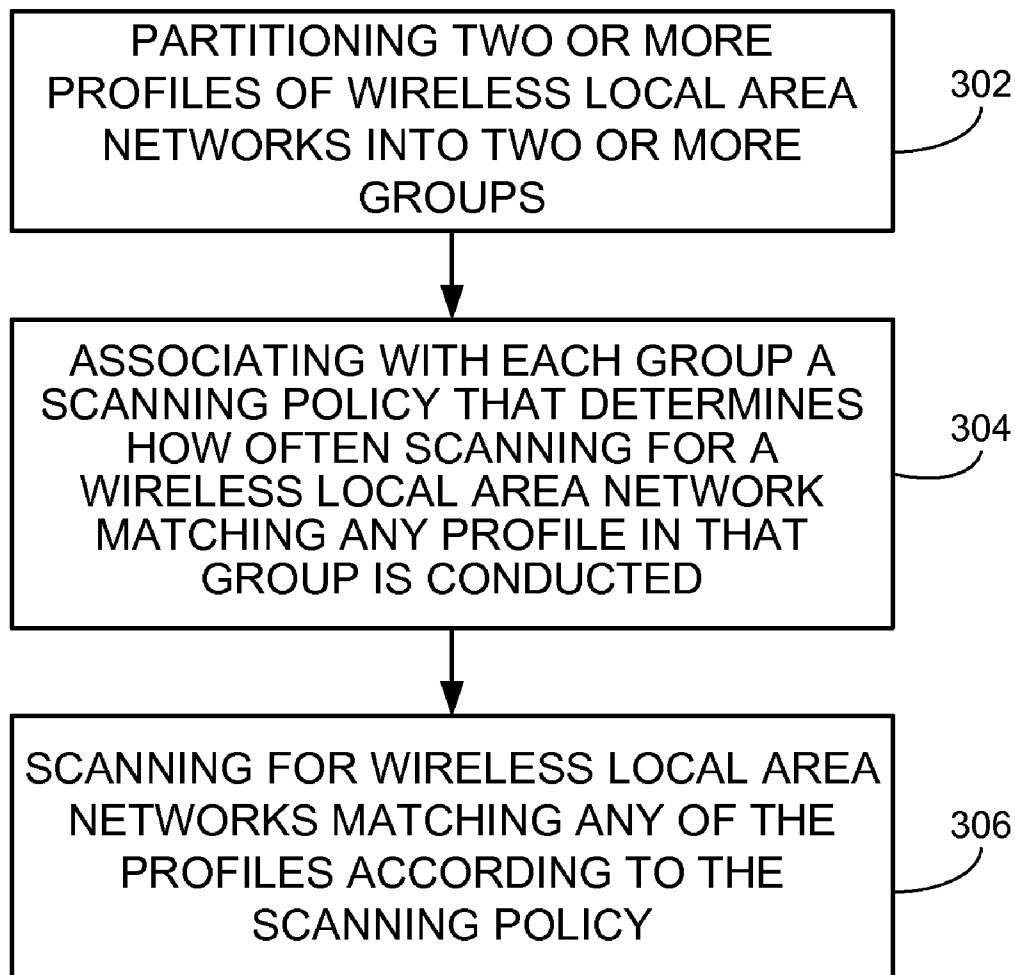 PARTITIONING TWO OR MORE
PROFILES OF WIRELESS LOCAL AREA
NETWORKS INTO TWO OR MORE
GROUPS
302
ASSOCIATING WITH EACH GROUP A
SCANNING POLICY THAT DETERMINES
HOW OFTEN SCANNING FOR A
WIRELESS LOCAL AREA NETWORK
MATCHING ANY PROFILE IN THAT
GROUP IS CONDUCTED
304
SCANNING FOR WIRELESS LOCAL AREA
NETWORKS MATCHING ANY OF THE
PROFILES ACCORDING TO THE
SCANNING POLICY
306